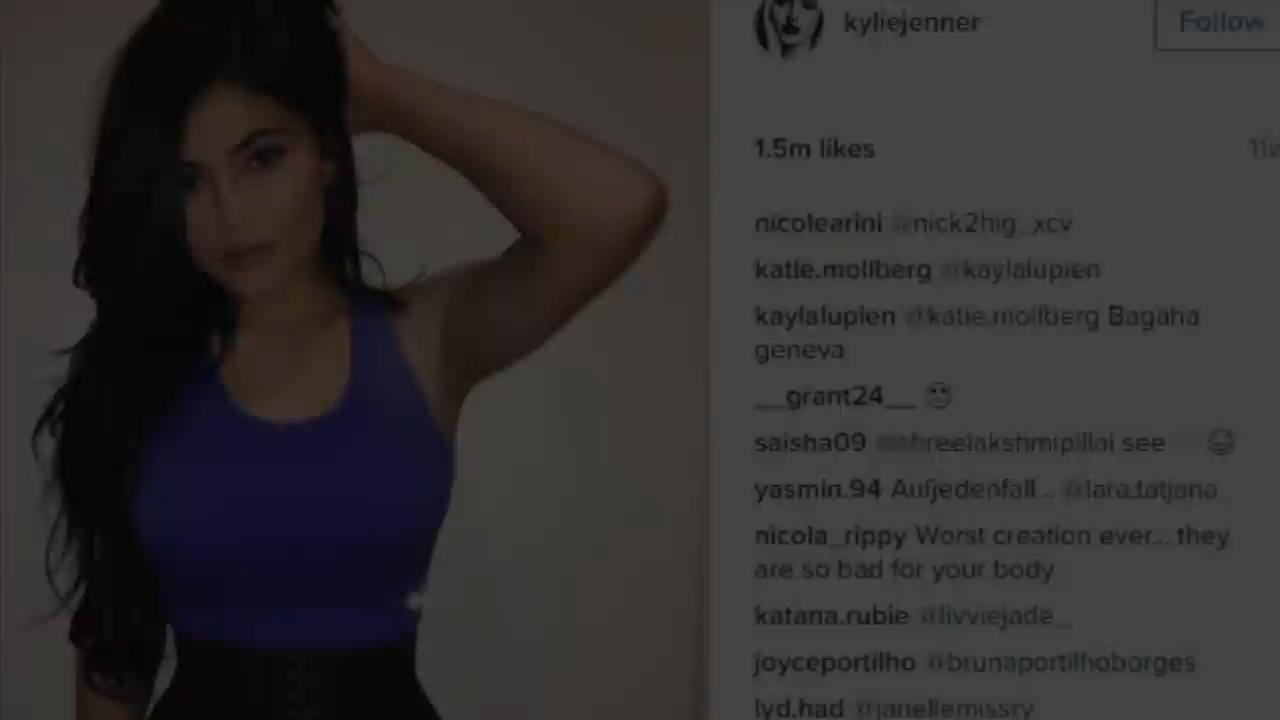 kyliejenner
Follow
1.5m likes
nicolearini @nick2hig_xcv
katie.mollberg @kaylalupien
kaylalupien @katie.mollberg Bagaha
geneva
__grant24__
saisha09 @shreelakshmipillai see
yasmin.94 Aufjedenfall.. @lara.tatjana_
nicola_rippy Worst creation ever... they
are so bad for your body
katana.rubie @livviejade_
joyceportilho @brunaportilhoborges
lyd.had @janellemissry